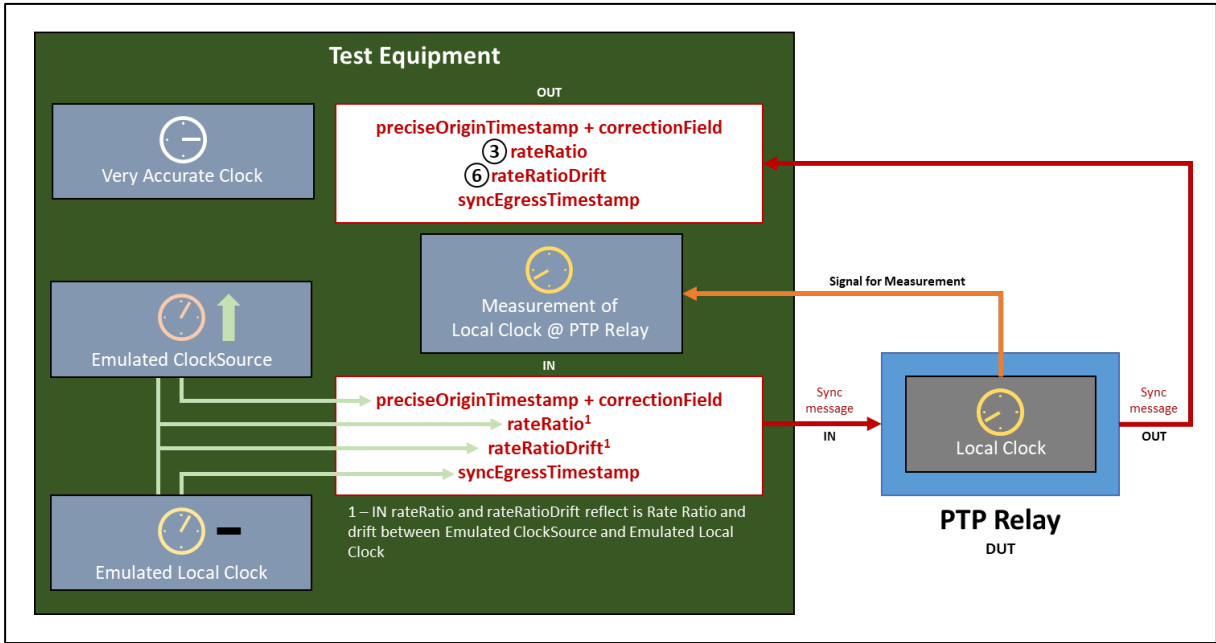 Test Equipment
OUT
Very Accurate Clock
preciseOriginTimestamp + correctionField
3 rateRatio
6 rateRatioDrift
syncEgressTimestamp
Measurement of
Local Clock @ PTP Relay
Signal for Measurement
Emulated ClockSource
IN
preciseOriginTimestamp + correctionField
rateRatio¹
rateRatioDrift¹
syncEgressTimestamp
Sync
message
IN
Local Clock
Sync
message
OUT
1 – IN rateRatio and rateRatioDrift reflect is Rate Ratio and
drift between Emulated ClockSource and Emulated Local
Clock
Emulated Local Clock
PTP Relay
DUT